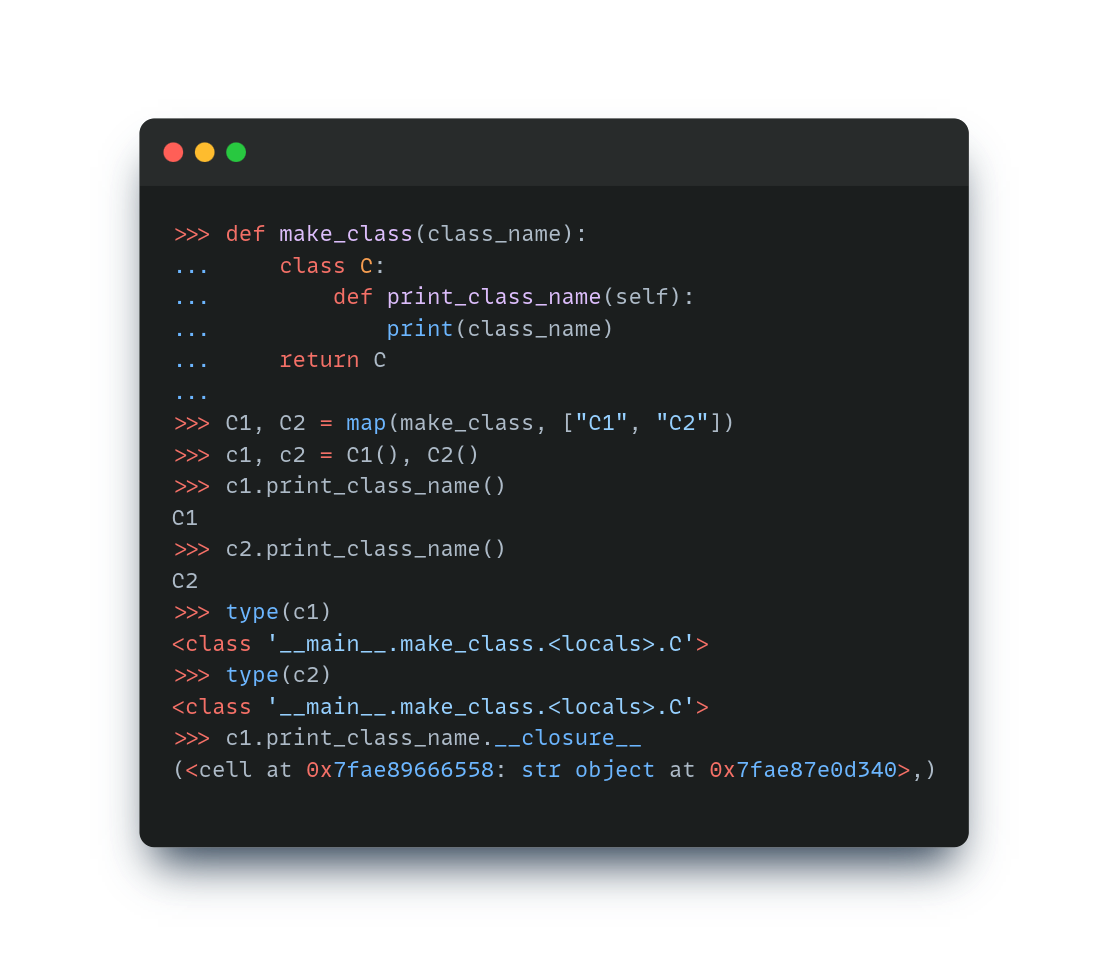 >>> def make_class(class_name):
...     class C:
...         def print_class_name(self):
...             print(class_name)
...     return C
...
>>> C1, C2 = map(make_class, ["C1", "C2"])
>>> c1, c2 = C1(), C2()
>>> c1.print_class_name()
C1
>>> c2.print_class_name()
C2
>>> type(c1)
<class '__main__.make_class.<locals>.C'>
>>> type(c2)
<class '__main__.make_class.<locals>.C'>
>>> c1.print_class_name.__closure__
(<cell at 0x7fae89666558: str object at 0x7fae87e0d340>,)